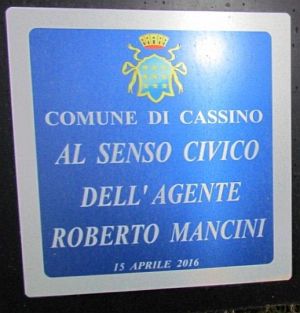 COMUNE DI CASSINO
AL SENSO CIVICO
DELL'AGENTE
ROBERTO MANCINI
15 APRILE 2016